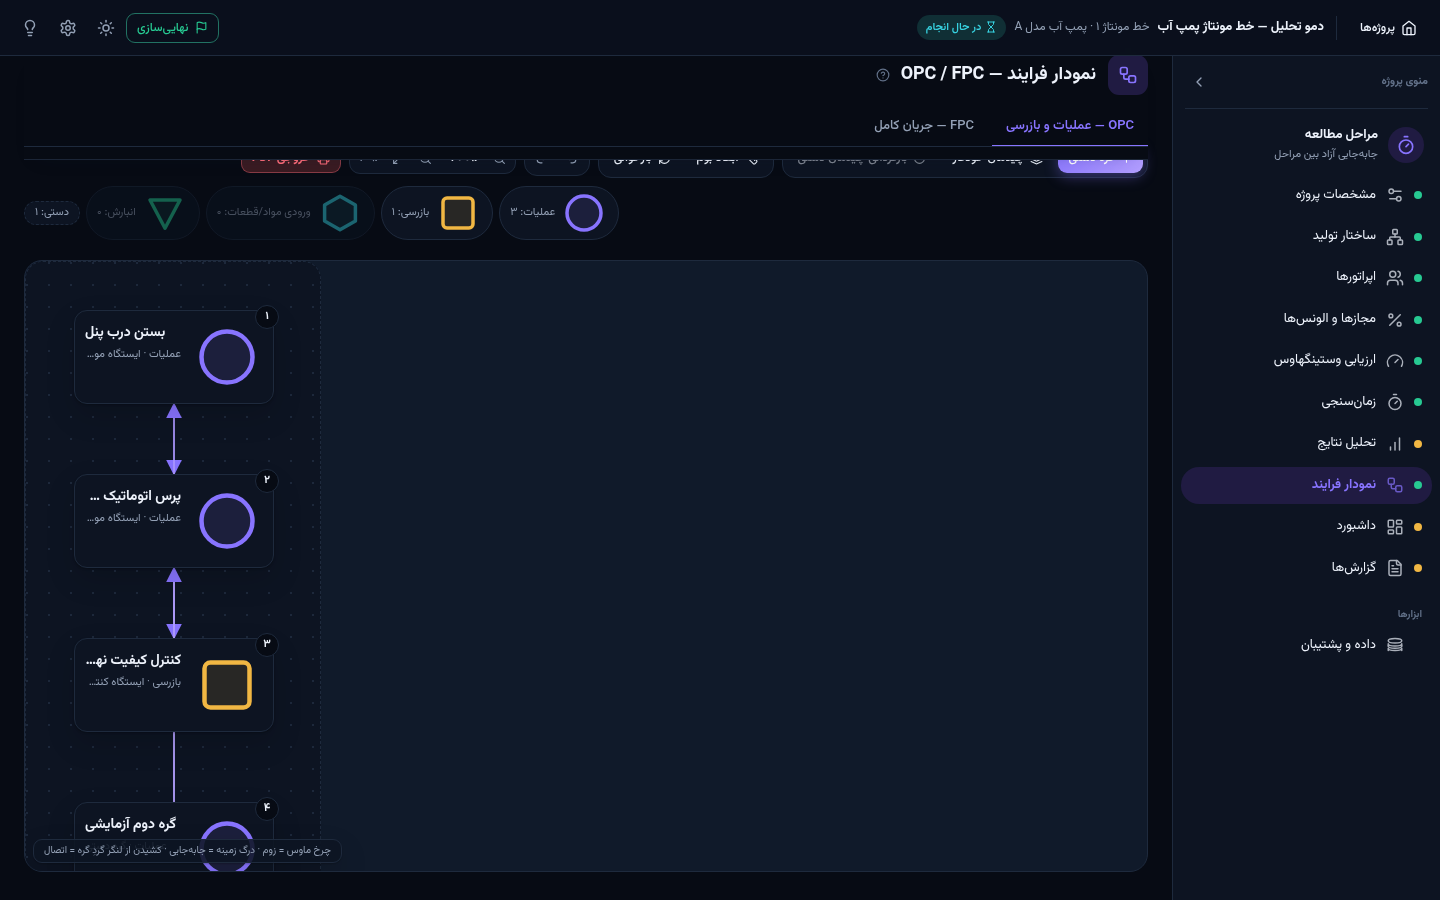 پروژه‌ها
دمو تحلیل — خط مونتاژ پمپ آب
خط مونتاژ ۱ · پمپ آب مدل A
در حال انجام
نهایی‌سازی
منوی پروژه
مراحل مطالعه
جابه‌جایی آزاد بین مراحل
مشخصات پروژه
ساختار تولید
اپراتورها
مجازها و الونس‌ها
ارزیابی وستینگهاوس
زمان‌سنجی
تحلیل نتایج
نمودار فرایند
داشبورد
گزارش‌ها
ابزارها
داده و پشتیبان
نمودار فرایند — OPC / FPC
OPC — عملیات و بازرسی
FPC — جریان کامل
عملیات: ۳
بازرسی: ۱
ورودی مواد/قطعات: ۰
انبارش: ۰
دستی: ۱
۱
بستن درب پنل
عملیات · ایستگاه مو...
۲
پرس اتوماتیک ...
عملیات · ایستگاه مو...
۳
کنترل کیفیت نه...
بازرسی · ایستگاه کنت...
۴
گره دوم آزمایشی
چرخ ماوس = زوم · درگ زمینه = جابه‌جایی · کشیدن از لنگر گرد گره = اتصال